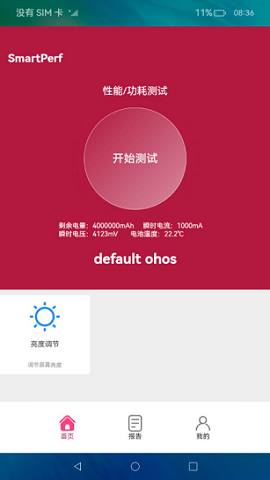 没有 SIM 卡
11%
08:36
SmartPerf
性能/功耗测试
开始测试
剩余电量：4000000mAh 瞬时电流：1000mA
瞬时电压：4123mV 电池温度：22.2℃
default ohos
亮度调节
调节屏幕亮度
首页
报告
我的